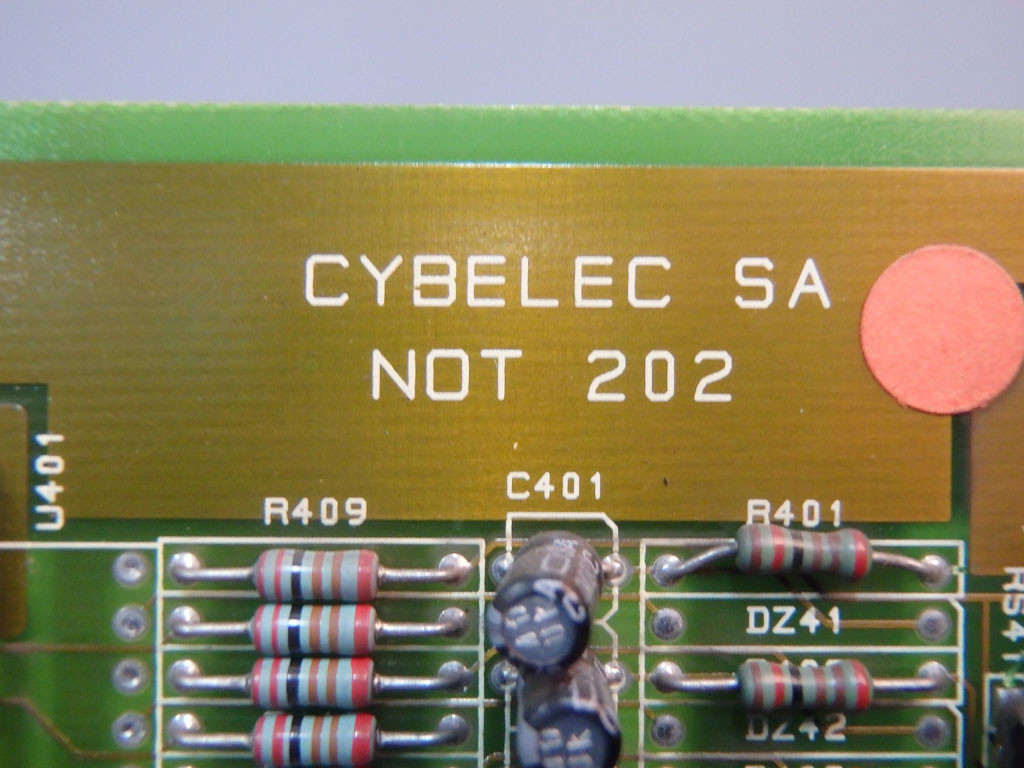 CYBELEC SA
NOT 202
U401
C401
R409
R401
DZ41
DZ42